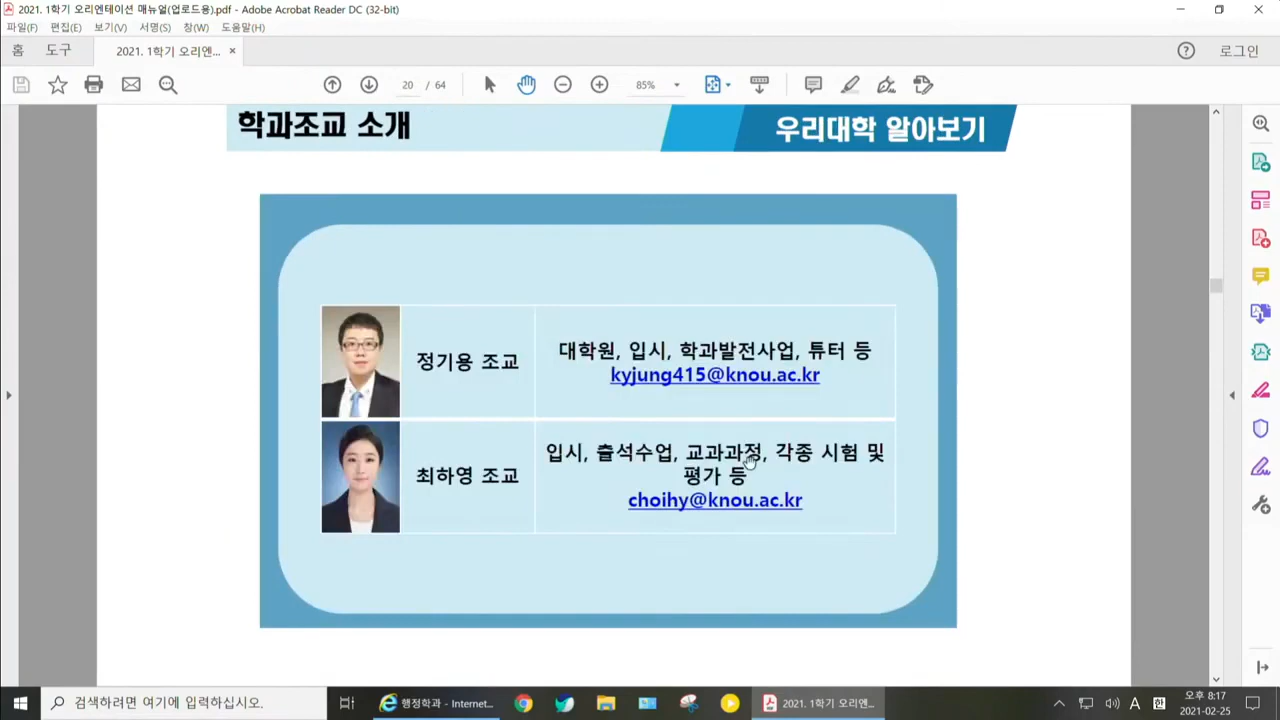 2021. 1학기 오리엔테이션 매뉴얼(업로드용).pdf - Adobe Acrobat Reader DC (32-bit)
파일(F) 편집(E) 보기(V) 서명(S) 창(W) 도움말(H)
홈 도구 2021. 1학기 오리엔... × 로그인
20 / 64 85%
학과조교 소개 우리대학 알아보기
정기용 조교
대학원, 입시, 학과발전사업, 튜터 등
kyjung415@knou.ac.kr
최하영 조교
입시, 출석수업, 교과과정, 각종 시험 및
평가 등
choihy@knou.ac.kr
검색하려면 여기에 입력하십시오.
행정학과 - Internet...
2021. 1학기 오리엔...
A 한
오후 8:17
2021-02-25